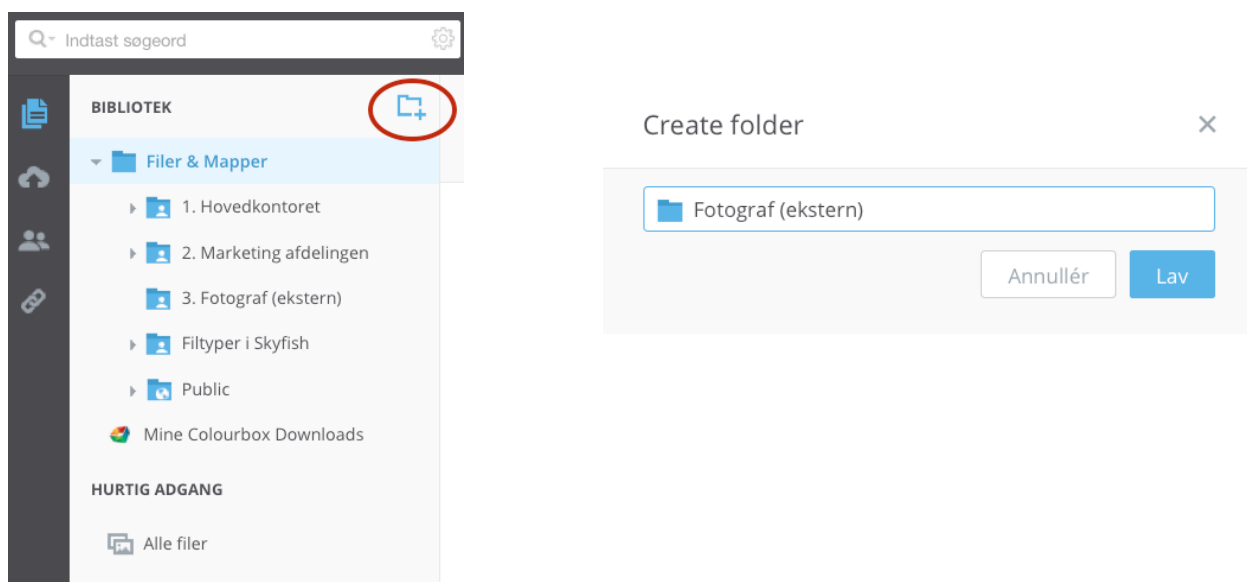 Indtast søgeord
BIBLIOTEK
Filer & Mapper
1. Hovedkontoret
2. Marketing afdelingen
3. Fotograf (ekstern)
Filtyper i Skyfish
Public
Mine Colourbox Downloads
HURTIG ADGANG
Alle filer
Create folder
Fotograf (ekstern)
Annullér
Lav